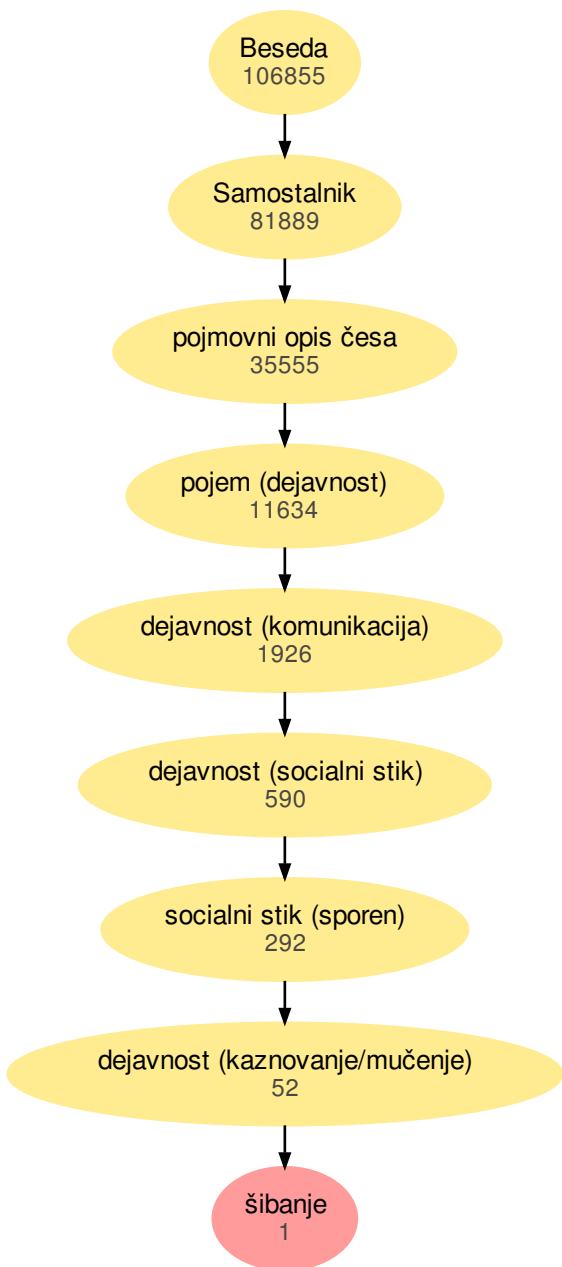 Beseda
106855
Samostalnik
81889
pojmovni opis česa
35555
pojem (dejavnost)
11634
dejavnost (komunikacija)
1926
dejavnost (socialni stik)
590
socialni stik (sporen)
292
dejavnost (kaznovanje/mučenje)
52
šibanje
1